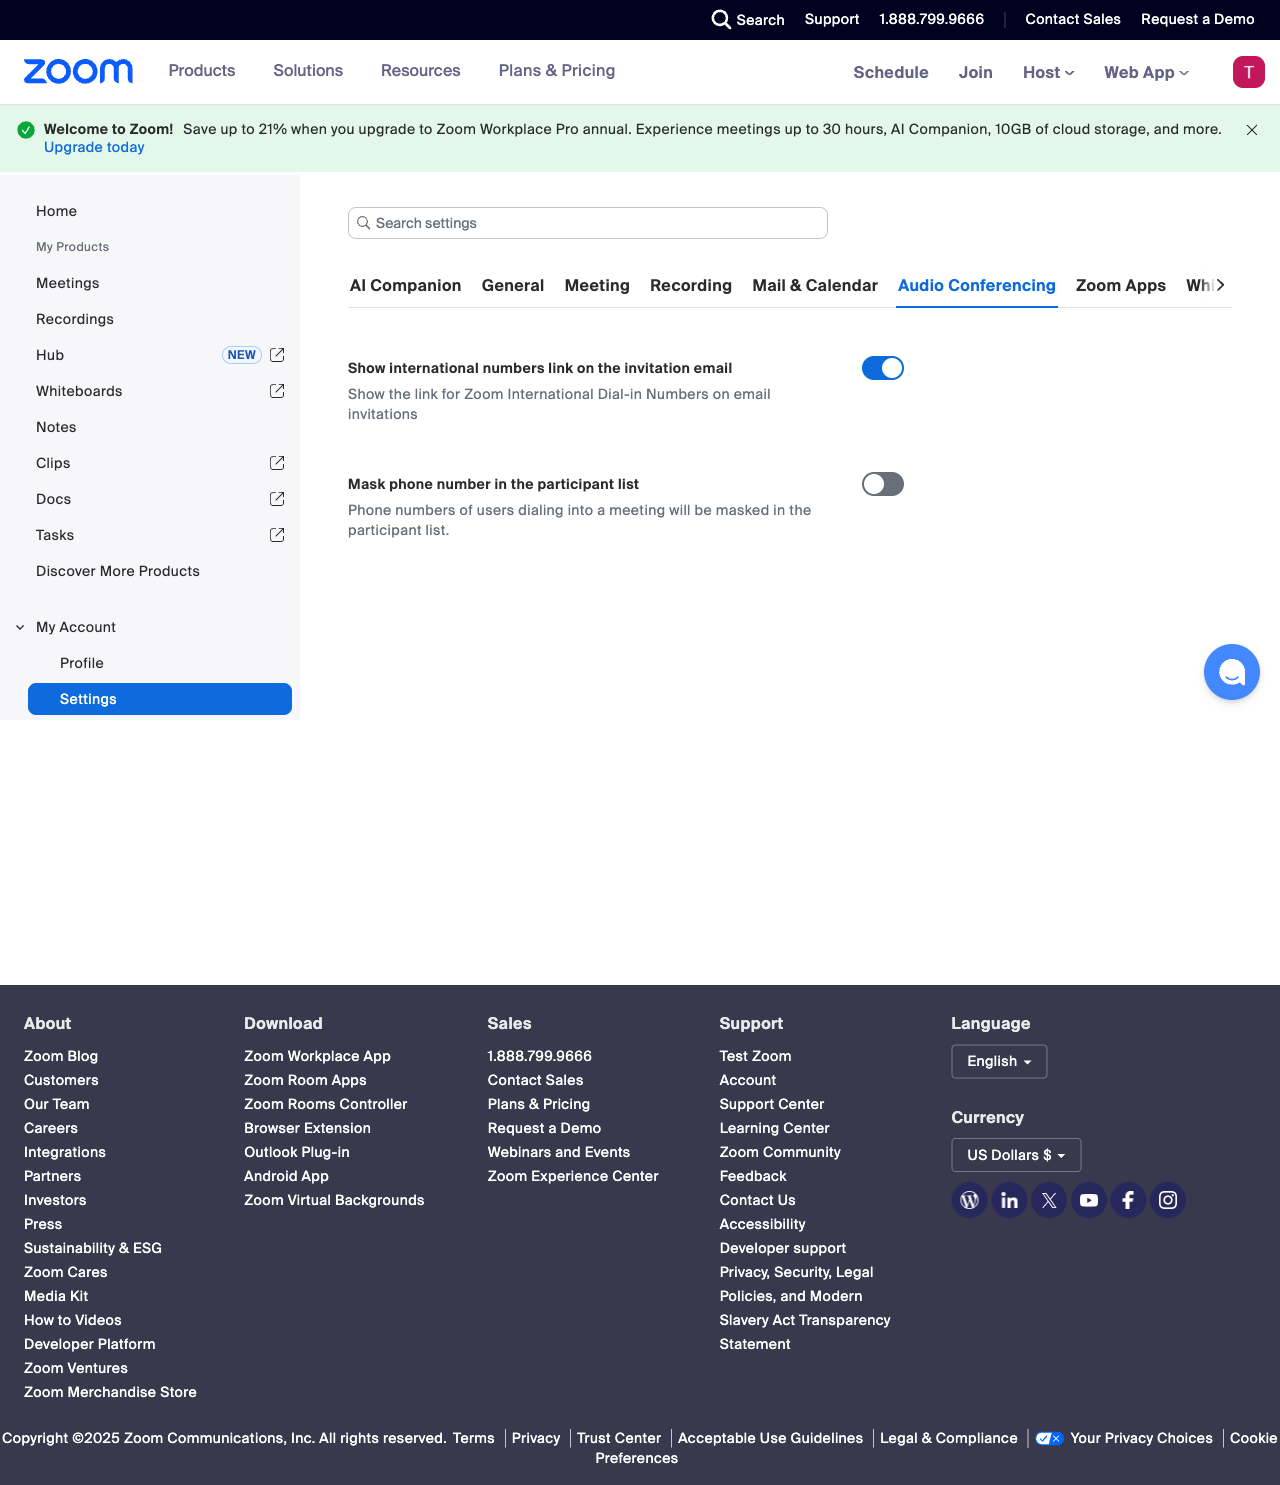 Search Support 1.888.799.9666 Contact Sales Request a Demo
zoom Products Solutions Resources Plans & Pricing Schedule Join Host Web App T
Welcome to Zoom! Save up to 21% when you upgrade to Zoom Workplace Pro annual. Experience meetings up to 30 hours, AI Companion, 10GB of cloud storage, and more.
Upgrade today
Home
My Products
Meetings
Recordings
Hub NEW
Whiteboards
Notes
Clips
Docs
Tasks
Discover More Products
My Account
Profile
Settings
Search settings
AI Companion General Meeting Recording Mail & Calendar Audio Conferencing Zoom Apps
Show international numbers link on the invitation email
Show the link for Zoom International Dial-in Numbers on email
invitations
Mask phone number in the participant list
Phone numbers of users dialing into a meeting will be masked in the
participant list.
About
Zoom Blog
Customers
Our Team
Careers
Integrations
Partners
Investors
Press
Sustainability & ESG
Zoom Cares
Media Kit
How to Videos
Developer Platform
Zoom Ventures
Zoom Merchandise Store
Download
Zoom Workplace App
Zoom Room Apps
Zoom Rooms Controller
Browser Extension
Outlook Plug-in
Android App
Zoom Virtual Backgrounds
Sales
1.888.799.9666
Contact Sales
Plans & Pricing
Request a Demo
Webinars and Events
Zoom Experience Center
Support
Test Zoom
Account
Support Center
Learning Center
Zoom Community
Feedback
Contact Us
Accessibility
Developer support
Privacy, Security, Legal
Policies, and Modern
Slavery Act Transparency
Statement
Language
English
Currency
US Dollars $
Copyright ©2025 Zoom Communications, Inc. All rights reserved. Terms Privacy Trust Center Acceptable Use Guidelines Legal & Compliance Your Privacy Choices Cookie
Preferences